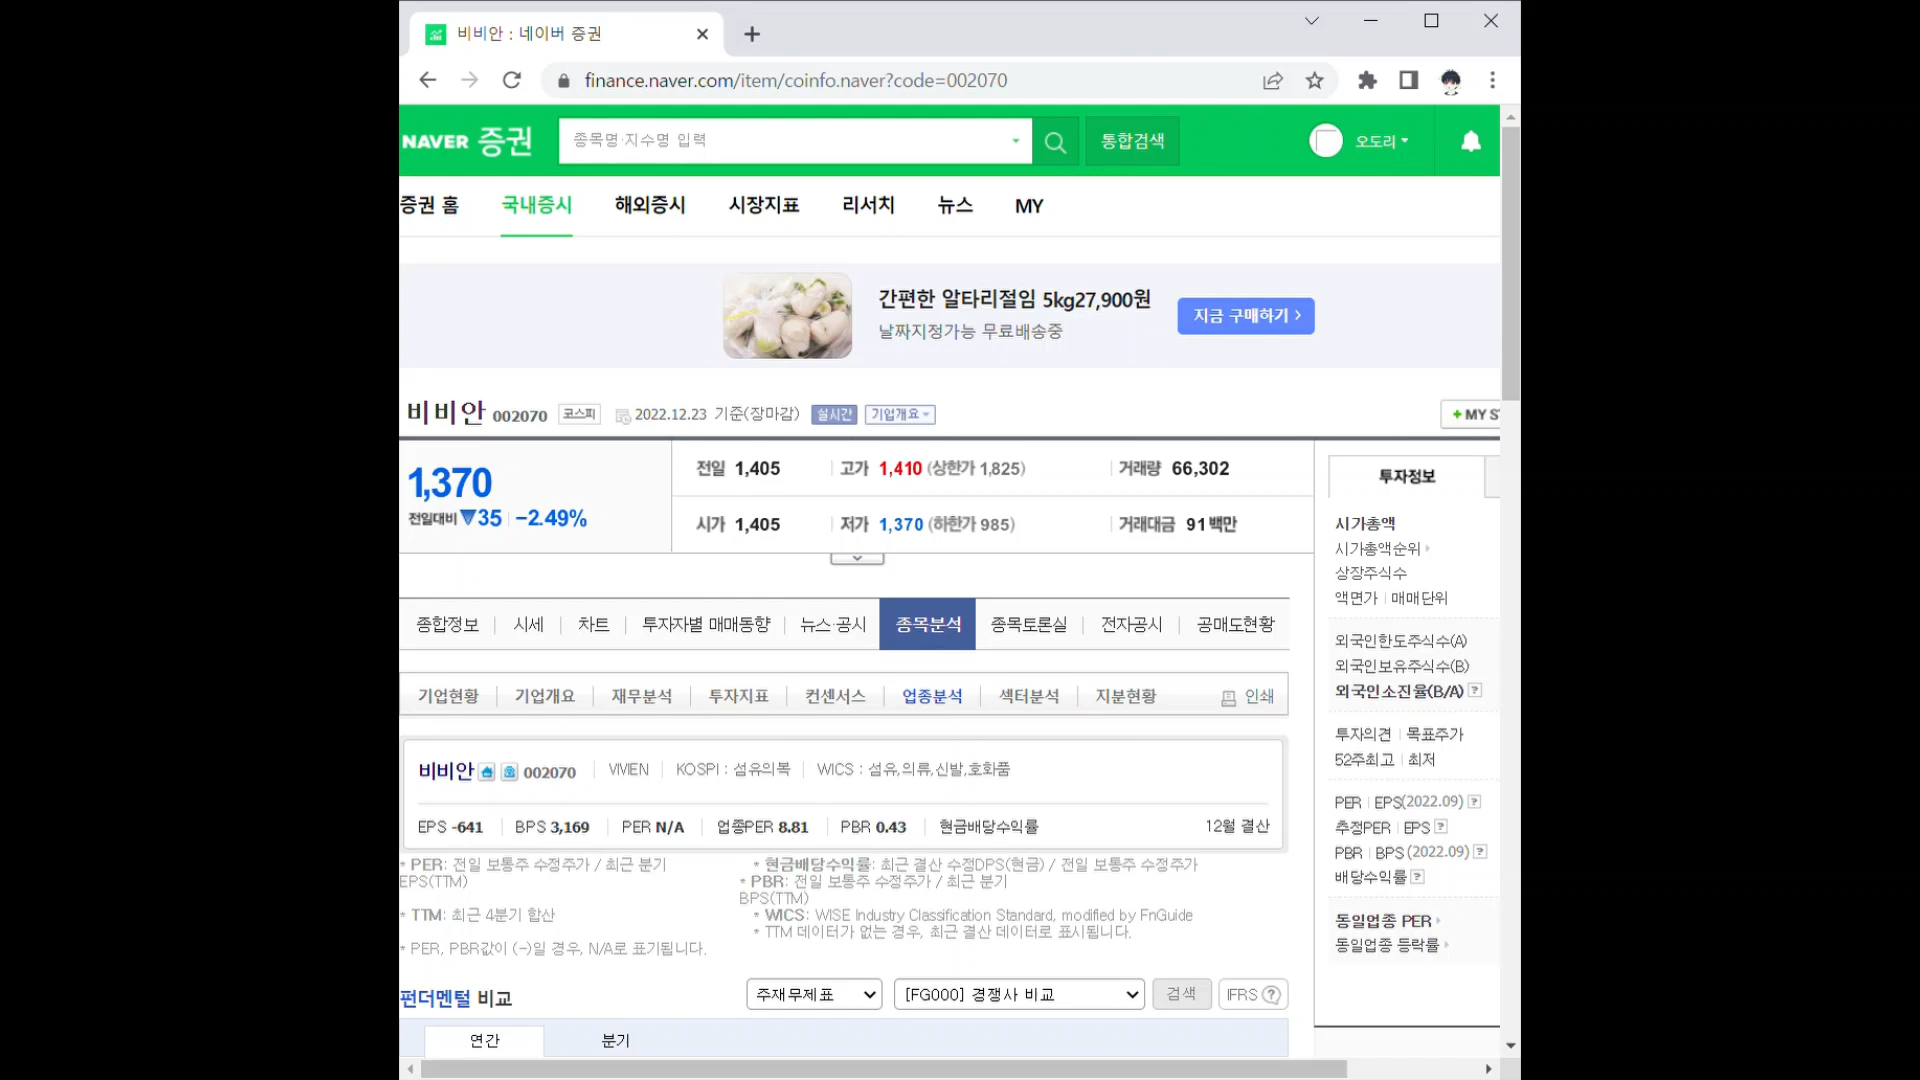 비비안 : 네이버 증권
finance.naver.com/item/coinfo.naver?code=002070
NAVER 증권 종목명·지수명 입력 통합검색 오도리
증권 홈 국내증시 해외증시 시장지표 리서치 뉴스 MY
간편한 알타리절임 5kg27,900원
날짜지정가능 무료배송중
지금 구매하기 >
비비안 002070 코스피 2022.12.23 기준(장마감) 실시간 기업개요 + MY S
1,370
전일대비 ▼35 -2.49%
전일 1,405 고가 1,410 (상한가 1,825) 거래량 66,302
시가 1,405 저가 1,370 (하한가 985) 거래대금 91 백만
종합정보 시세 차트 투자자별 매매동향 뉴스·공시 종목분석 종목토론실 전자공시 공매도현황
기업현황 기업개요 재무분석 투자지표 컨센서스 업종분석 섹터분석 지분현황 인쇄
비비안 002070 VIVIEN KOSPI : 섬유의복 WICS : 섬유,의류,신발,호화품
EPS -641 BPS 3,169 PER N/A 업종PER 8.81 PBR 0.43 현금배당수익률 12월 결산
* PER: 전일 보통주 수정주가 / 최근 분기
EPS(TTM)
* 현금배당수익률: 최근 결산 수정DPS(현금) / 전일 보통주 수정주가
* PBR: 전일 보통주 수정주가 / 최근 분기
BPS(TTM)
* TTM: 최근 4분기 합산
* WICS: WISE Industry Classification Standard, modified by FnGuide
* TTM 데이터가 없는 경우, 최근 결산 데이터로 표시됩니다.
* PER, PBR값이 (-)일 경우, N/A로 표기됩니다.
펀더멘털 비교 주재무제표 [FG000] 경쟁사 비교 검색 IFRS ?
연간 분기
투자정보
시가총액
시가총액순위
상장주식수
액면가 매매단위
외국인한도주식수(A)
외국인보유주식수(B)
외국인소진율(B/A) ?
투자의견 목표주가
52주최고 최저
PER EPS(2022.09) ?
추정PER EPS ?
PBR BPS (2022.09) ?
배당수익률 ?
동일업종 PER
동일업종 등락률